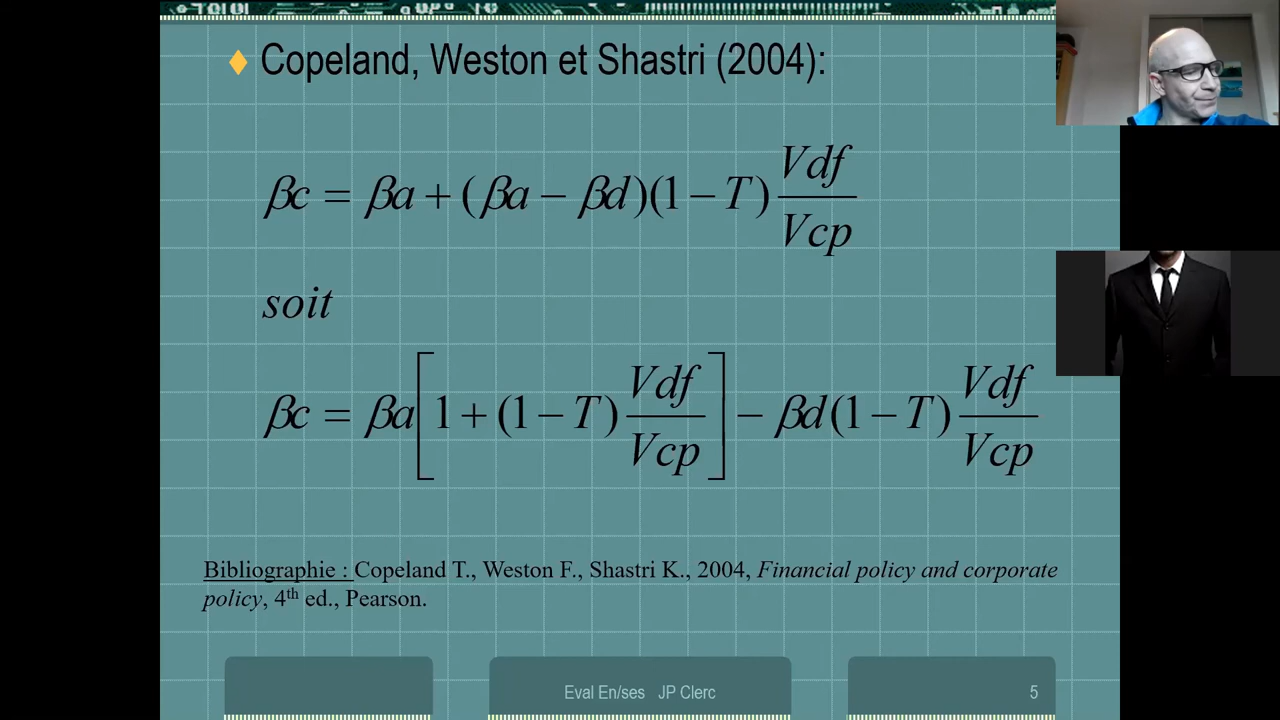 Copeland, Weston et Shastri (2004):
βc = βa + (βa − βd)(1 − T) Vdf / Vcp
soit
βc = βa[1 + (1 − T) Vdf / Vcp] − βd(1 − T) Vdf / Vcp
Bibliographie : Copeland T., Weston F., Shastri K., 2004, Financial policy and corporate
policy, 4th ed., Pearson.
Eval En/ses JP Clerc
5